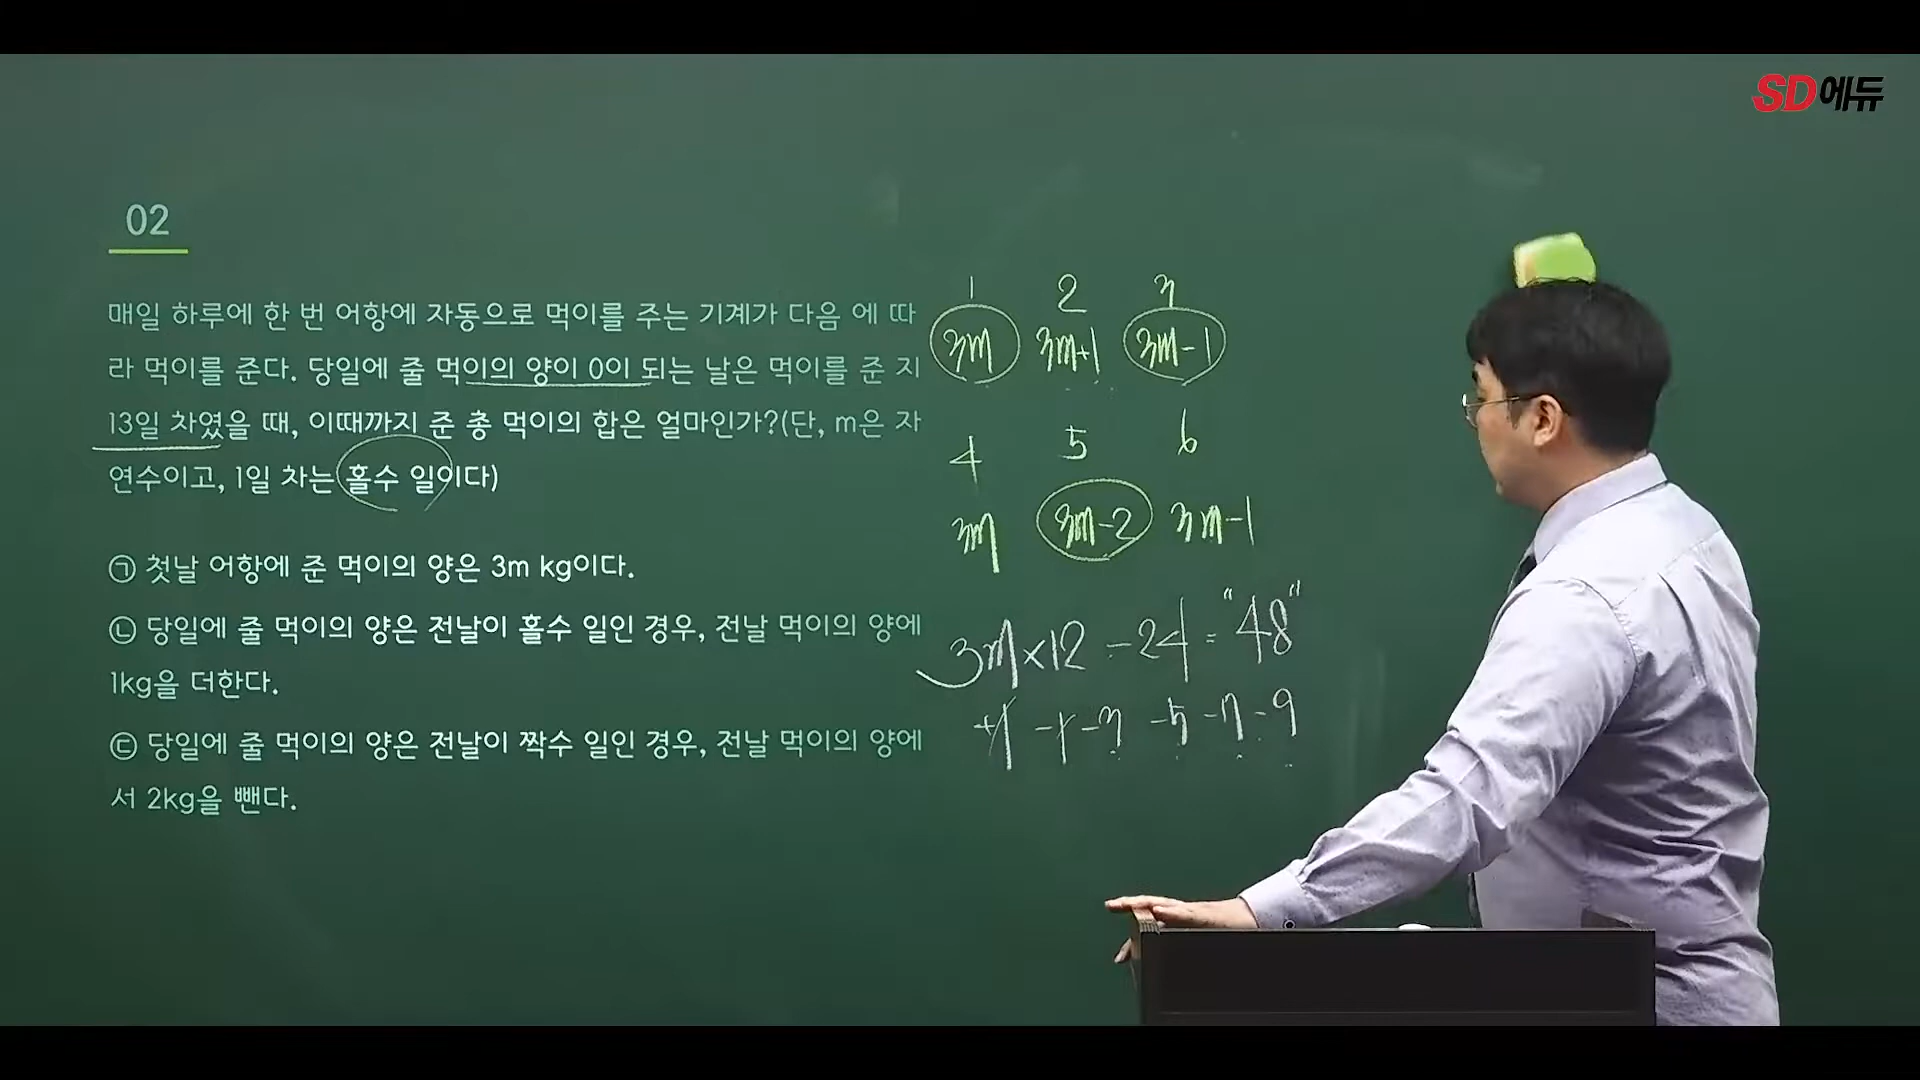 SD에듀
02
매일 하루에 한 번 어항에 자동으로 먹이를 주는 기계가 다음 에 따
라 먹이를 준다. 당일에 줄 먹이의 양이 0이 되는 날은 먹이를 준 지
13일 차였을 때, 이때까지 준 총 먹이의 합은 얼마인가?(단, m은 자
연수이고, 1일 차는 홀수 일이다)
㉠ 첫날 어항에 준 먹이의 양은 3m kg이다.
㉡ 당일에 줄 먹이의 양은 전날이 홀수 일인 경우, 전날 먹이의 양에
1kg을 더한다.
㉢ 당일에 줄 먹이의 양은 전날이 짝수 일인 경우, 전날 먹이의 양에
서 2kg을 뺀다.
1 2 3
3m 3m+1 3m-1
4 5 6
3m 3m-2 3m-1
3m×12 -24 = "48"
+1 -1 -3 -5 -7 -9